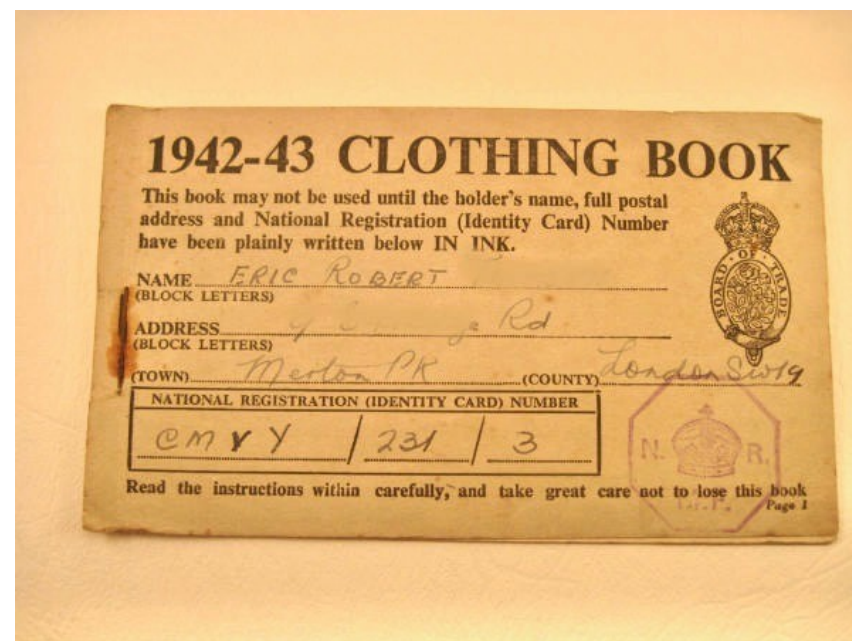 1942-43 CLOTHING BOOK
This book may not be used until the holder's name, full postal
address and National Registration (Identity Card) Number
have been plainly written below IN INK.
NAME ERIC ROBERT
(BLOCK LETTERS)
ADDRESS Rd
(BLOCK LETTERS)
(TOWN) Merton PK (COUNTY) London SW19
BOARD · OF · TRADE
NATIONAL REGISTRATION (IDENTITY CARD) NUMBER
CMVY / 231 / 3
N. R.
Read the instructions within carefully, and take great care not to lose this book
Page 1